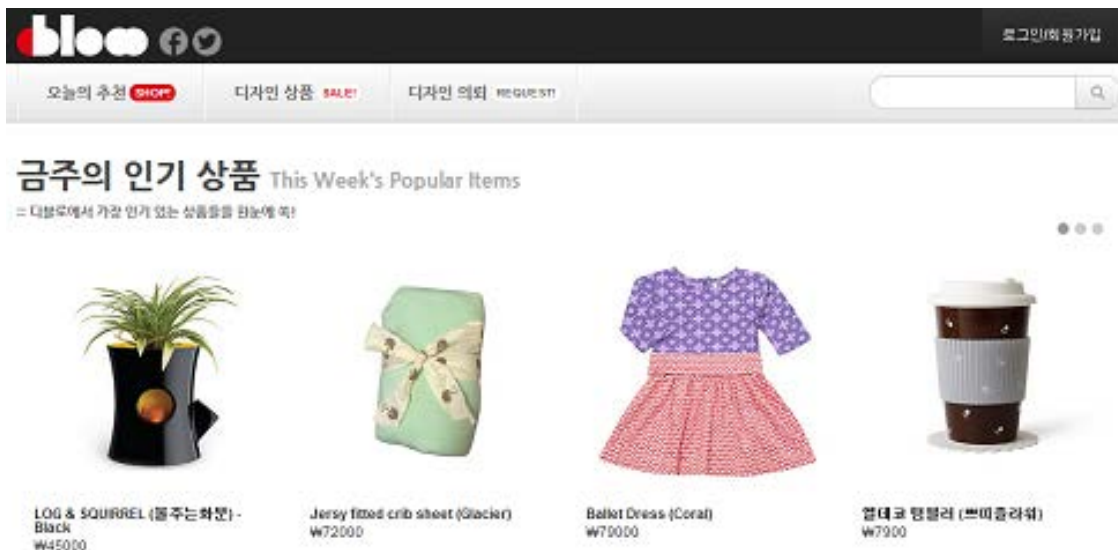 dbloo
로그인/회원가입
오늘의 추천 SHOP!
디자인 상품 SALE!
디자인 의뢰 REQUEST!
금주의 인기 상품 This Week's Popular Items
:: 디블로에서 가장 인기 있는 상품들을 한눈에 쏙!
LOG & SQUIRREL (물주는화분) -
Black
₩45000
Jersy fitted crib sheet (Glacier)
₩72000
Ballet Dress (Coral)
₩79000
엘데코 텀블러 (쁘띠플라워)
₩7900